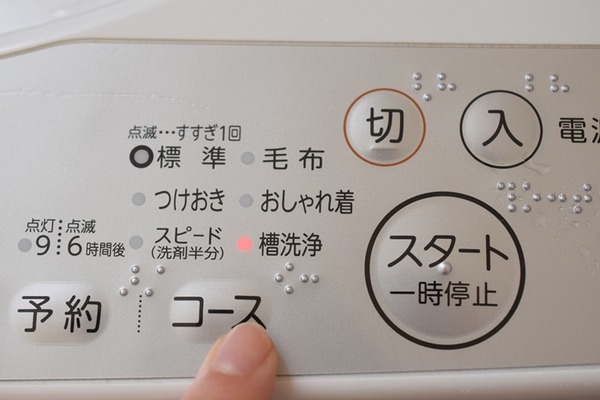 切 入 電源
点滅…すすぎ1回
標準 毛布
つけおき おしゃれ着
点灯 点滅
9 6時間後
スピード 槽洗浄
(洗剤半分)
予約 コース
スタート
一時停止